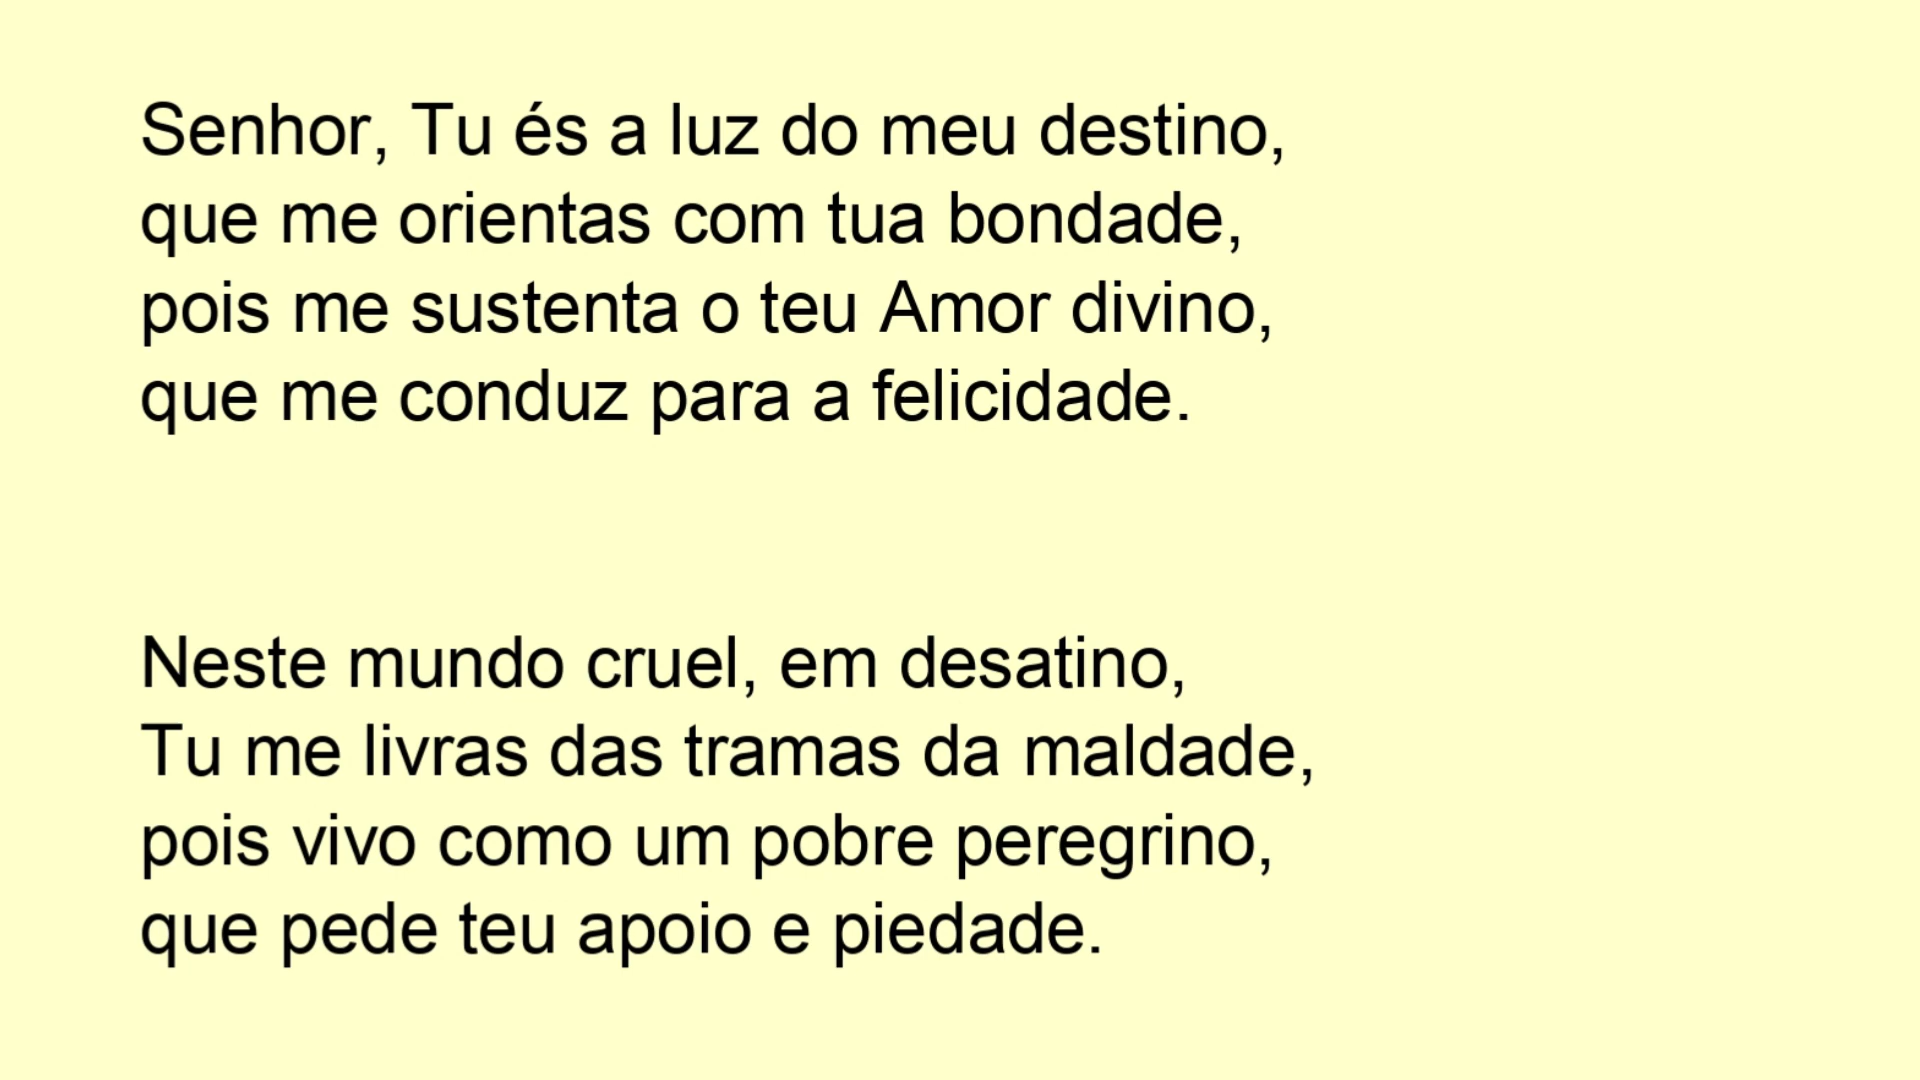 Senhor, Tu és a luz do meu destino,
que me orientas com tua bondade,
pois me sustenta o teu Amor divino,
que me conduz para a felicidade.
Neste mundo cruel, em desatino,
Tu me livras das tramas da maldade,
pois vivo como um pobre peregrino,
que pede teu apoio e piedade.